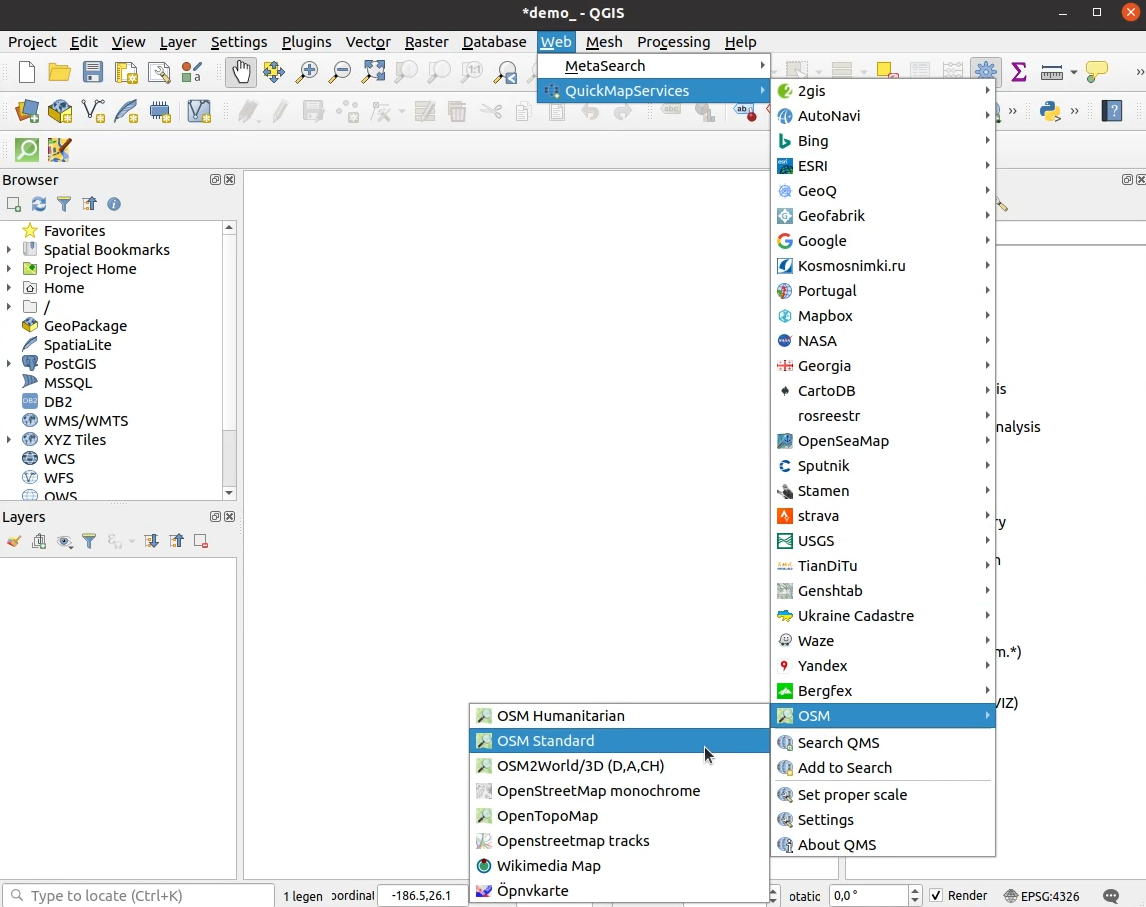 *demo_ - QGIS
Project Edit View Layer Settings Plugins Vector Raster Database Web Mesh Processing Help
MetaSearch
QuickMapServices
2gis
AutoNavi
Bing
ESRI
GeoQ
Geofabrik
Google
Kosmosnimki.ru
Portugal
Mapbox
NASA
Georgia
CartoDB
rosreestr
OpenSeaMap
Sputnik
Stamen
strava
USGS
TianDiTu
Genshtab
Ukraine Cadastre
Waze
Yandex
Bergfex
OSM
Search QMS
Add to Search
Set proper scale
Settings
About QMS
OSM Humanitarian
OSM Standard
OSM2World/3D (D,A,CH)
OpenStreetMap monochrome
OpenTopoMap
Openstreetmap tracks
Wikimedia Map
Öpnvkarte
Browser
Favorites
Spatial Bookmarks
Project Home
Home
/
GeoPackage
SpatiaLite
PostGIS
MSSQL
DB2
WMS/WMTS
XYZ Tiles
WCS
WFS
OWS
Layers
is
nalysis
ry
n
m.*)
VIZ)
Type to locate (Ctrl+K)
1 legen oordinat -186.5,26.1
otatic 0,0° Render EPSG:4326